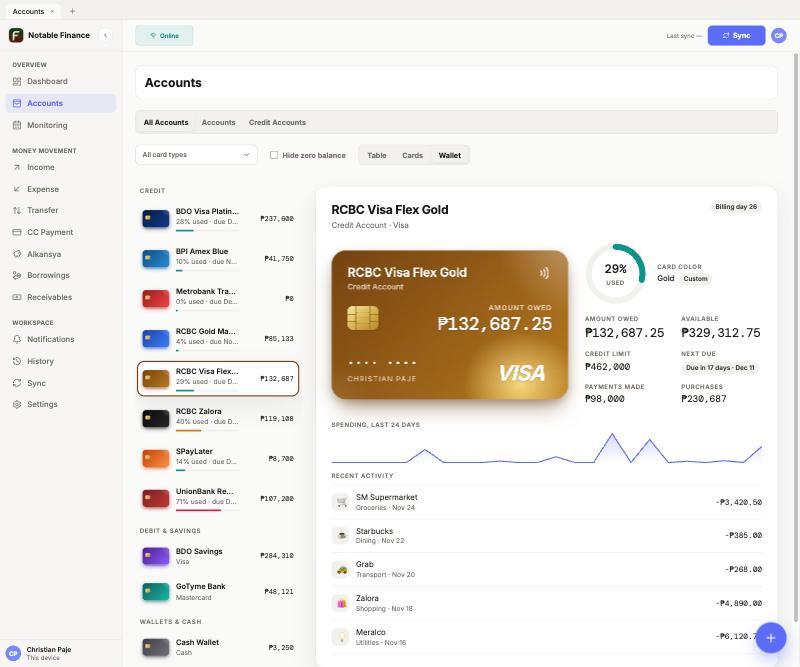 Accounts × +
Notable Finance
Online
Last sync —
Sync
CP
OVERVIEW
Dashboard
Accounts
Monitoring
MONEY MOVEMENT
Income
Expense
Transfer
CC Payment
Alkansya
Borrowings
Receivables
WORKSPACE
Notifications
History
Sync
Settings
CP
Christian Paje
This device
Accounts
All Accounts Accounts Credit Accounts
All card types
Hide zero balance
Table Cards Wallet
CREDIT
BDO Visa Platin... ₱237,600
28% used · due D...
BPI Amex Blue ₱41,750
10% used · due N...
Metrobank Tra... ₱0
0% used · due De...
RCBC Gold Ma... ₱85,133
4% used · due No...
RCBC Visa Flex... ₱132,687
29% used · due D...
RCBC Zalora ₱119,108
40% used · due D...
SPayLater ₱8,700
14% used · due D...
UnionBank Re... ₱107,200
71% used · due D...
DEBIT & SAVINGS
BDO Savings ₱284,310
Visa
GoTyme Bank ₱48,121
Mastercard
WALLETS & CASH
Cash Wallet ₱3,250
Cash
RCBC Visa Flex Gold
Credit Account · Visa
Billing day 26
RCBC Visa Flex Gold
Credit Account
AMOUNT OWED
₱132,687.25
•••• ••••
CHRISTIAN PAJE
VISA
29%
USED
CARD COLOR
Gold Custom
AMOUNT OWED AVAILABLE
₱132,687.25 ₱329,312.75
CREDIT LIMIT NEXT DUE
₱462,000 Due in 17 days · Dec 11
PAYMENTS MADE PURCHASES
₱98,000 ₱230,687
SPENDING, LAST 24 DAYS
RECENT ACTIVITY
SM Supermarket -₱3,420.50
Groceries · Nov 24
Starbucks -₱385.00
Dining · Nov 22
Grab -₱268.00
Transport · Nov 20
Zalora -₱4,890.00
Shopping · Nov 18
Meralco -₱6,120.7
Utilities · Nov 16
+